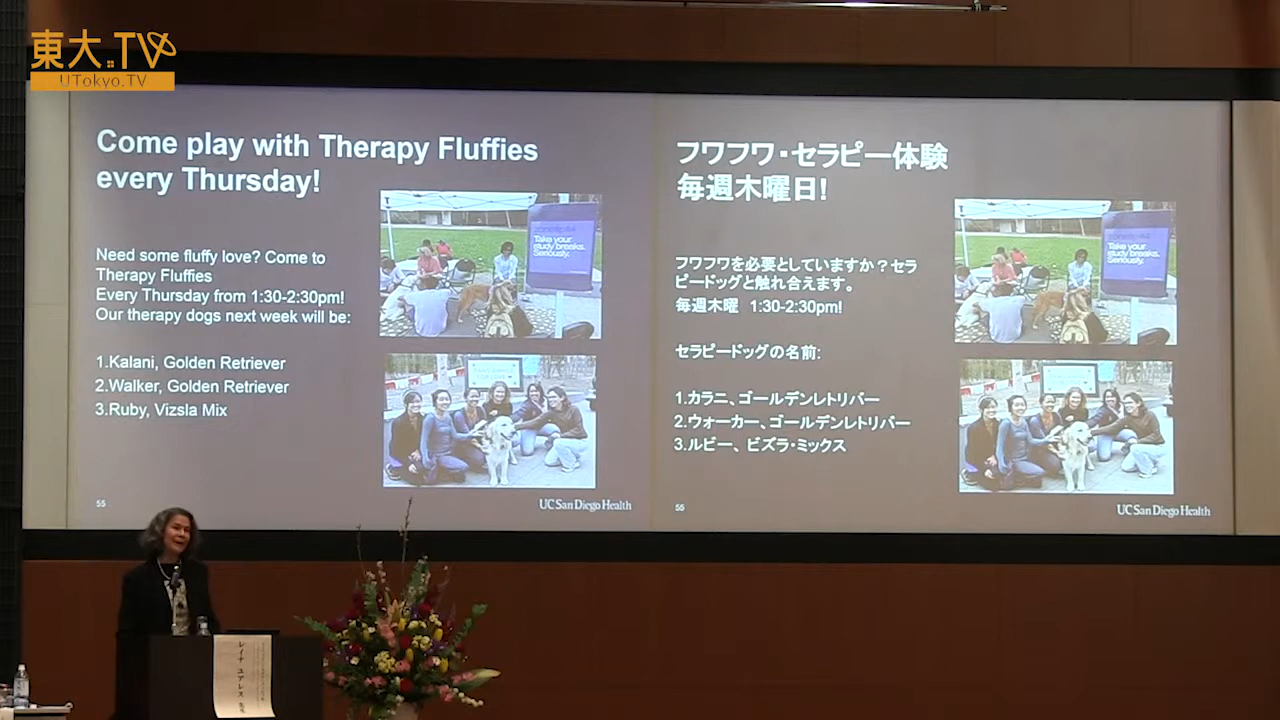 東大TV
UTokyo.TV
Come play with Therapy Fluffies
every Thursday!
Need some fluffy love? Come to
Therapy Fluffies
Every Thursday from 1:30-2:30pm!
Our therapy dogs next week will be:
1.Kalani, Golden Retriever
2.Walker, Golden Retriever
3.Ruby, Vizsla Mix
Take your
study breaks.
Seriously.
55
UC San Diego Health
フワフワ・セラピー体験
毎週木曜日!
フワフワを必要としていますか？セラ
ピードッグと触れ合えます。
毎週木曜 1:30-2:30pm!
セラピードッグの名前:
1.カラニ、ゴールデンレトリバー
2.ウォーカー、ゴールデンレトリバー
3.ルビー、ビズラ・ミックス
Take your
study breaks.
Seriously.
55
UC San Diego Health
レイナ ユアレス